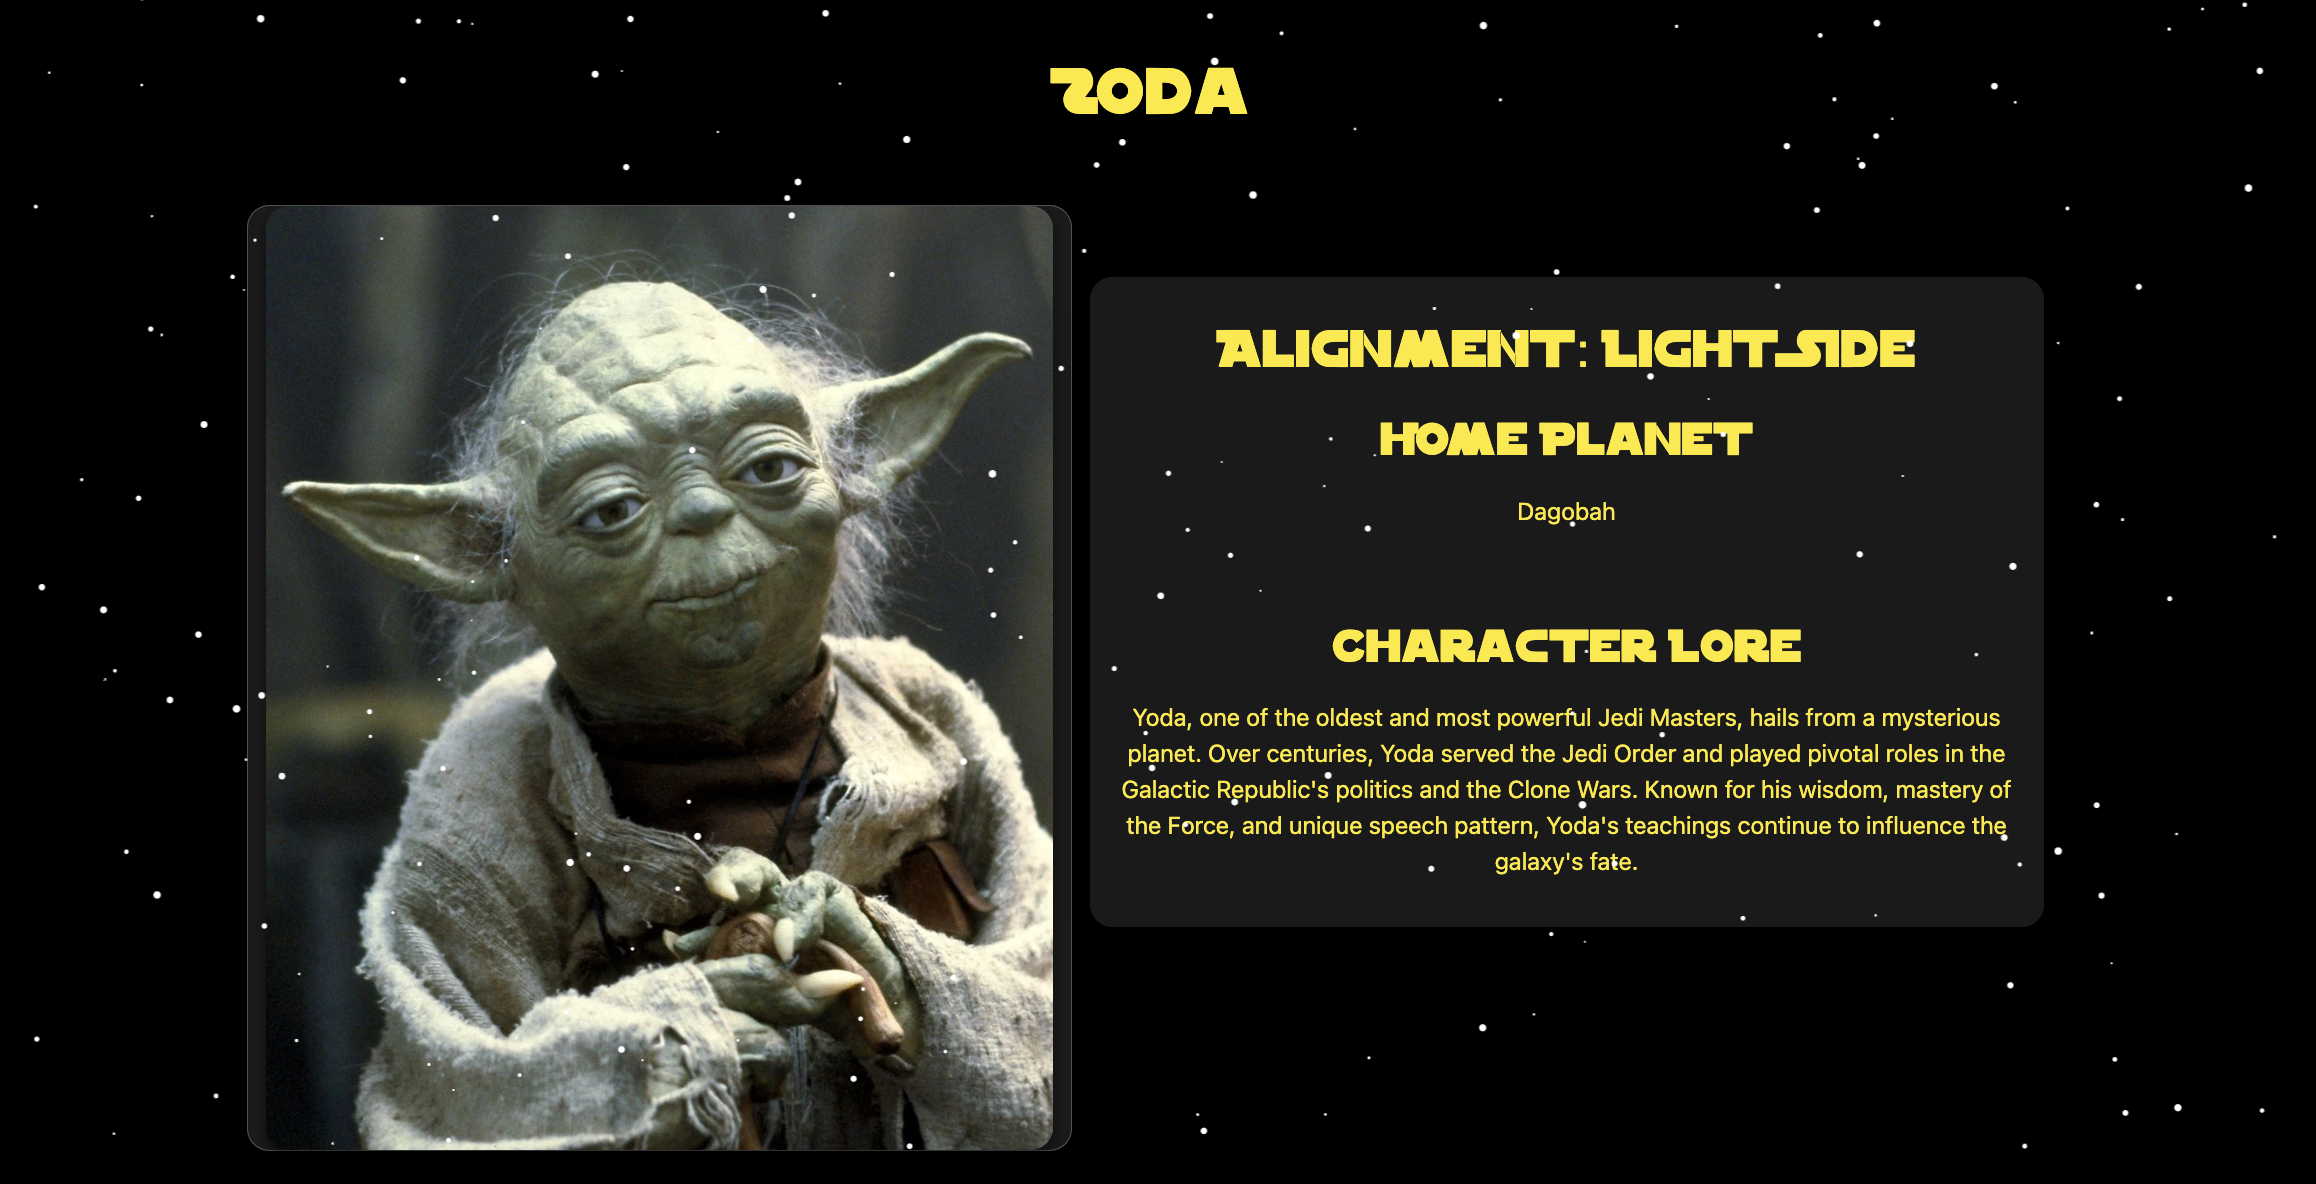 ZODA
ALIGNMENT: LIGHT SIDE
HOME PLANET
Dagobah
CHARACTER LORE
Yoda, one of the oldest and most powerful Jedi Masters, hails from a mysterious
planet. Over centuries, Yoda served the Jedi Order and played pivotal roles in the
Galactic Republic's politics and the Clone Wars. Known for his wisdom, mastery of
the Force, and unique speech pattern, Yoda's teachings continue to influence the
galaxy's fate.